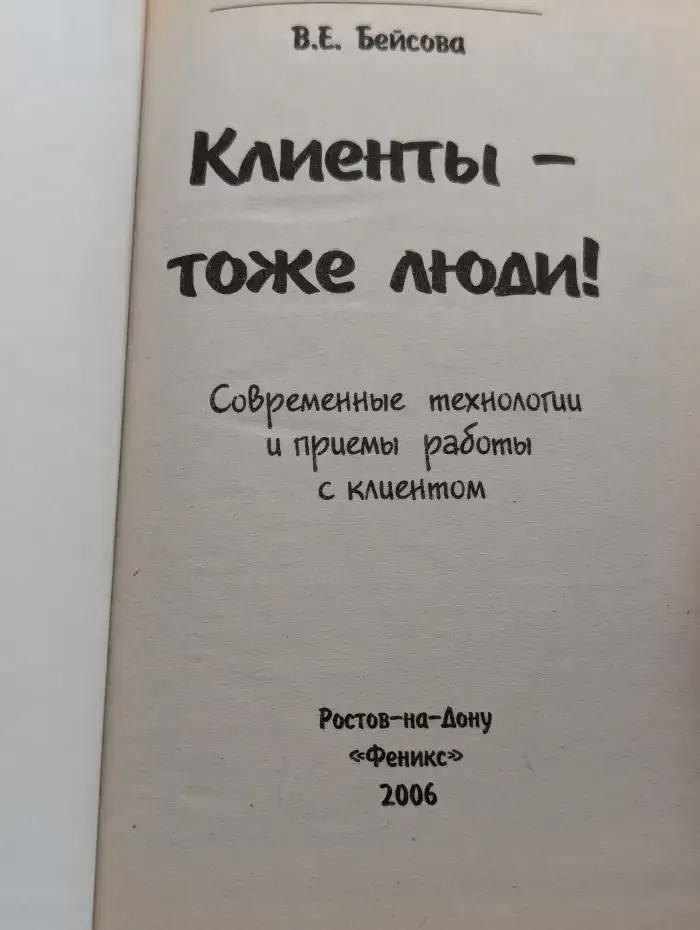 В.Е. Бейсова
Клиенты –
тоже люди!
Современные технологии
и приемы работы
с клиентом
Ростов-на-Дону
«Феникс»
2006